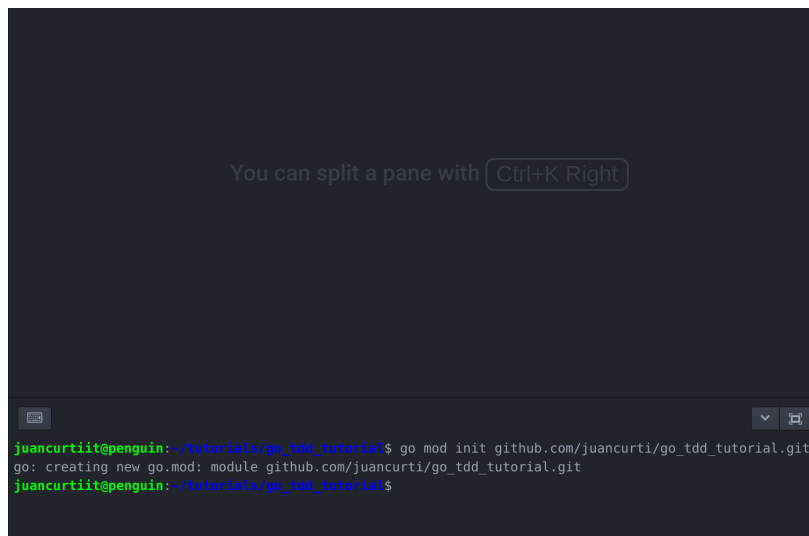 You can split a pane with Ctrl+K Right
juancurtiit@penguin:~/tutorials/go_tdd_tutorial$ go mod init github.com/juancurti/go_tdd_tutorial.git
go: creating new go.mod: module github.com/juancurti/go_tdd_tutorial.git
juancurtiit@penguin:~/tutorials/go_tdd_tutorial$